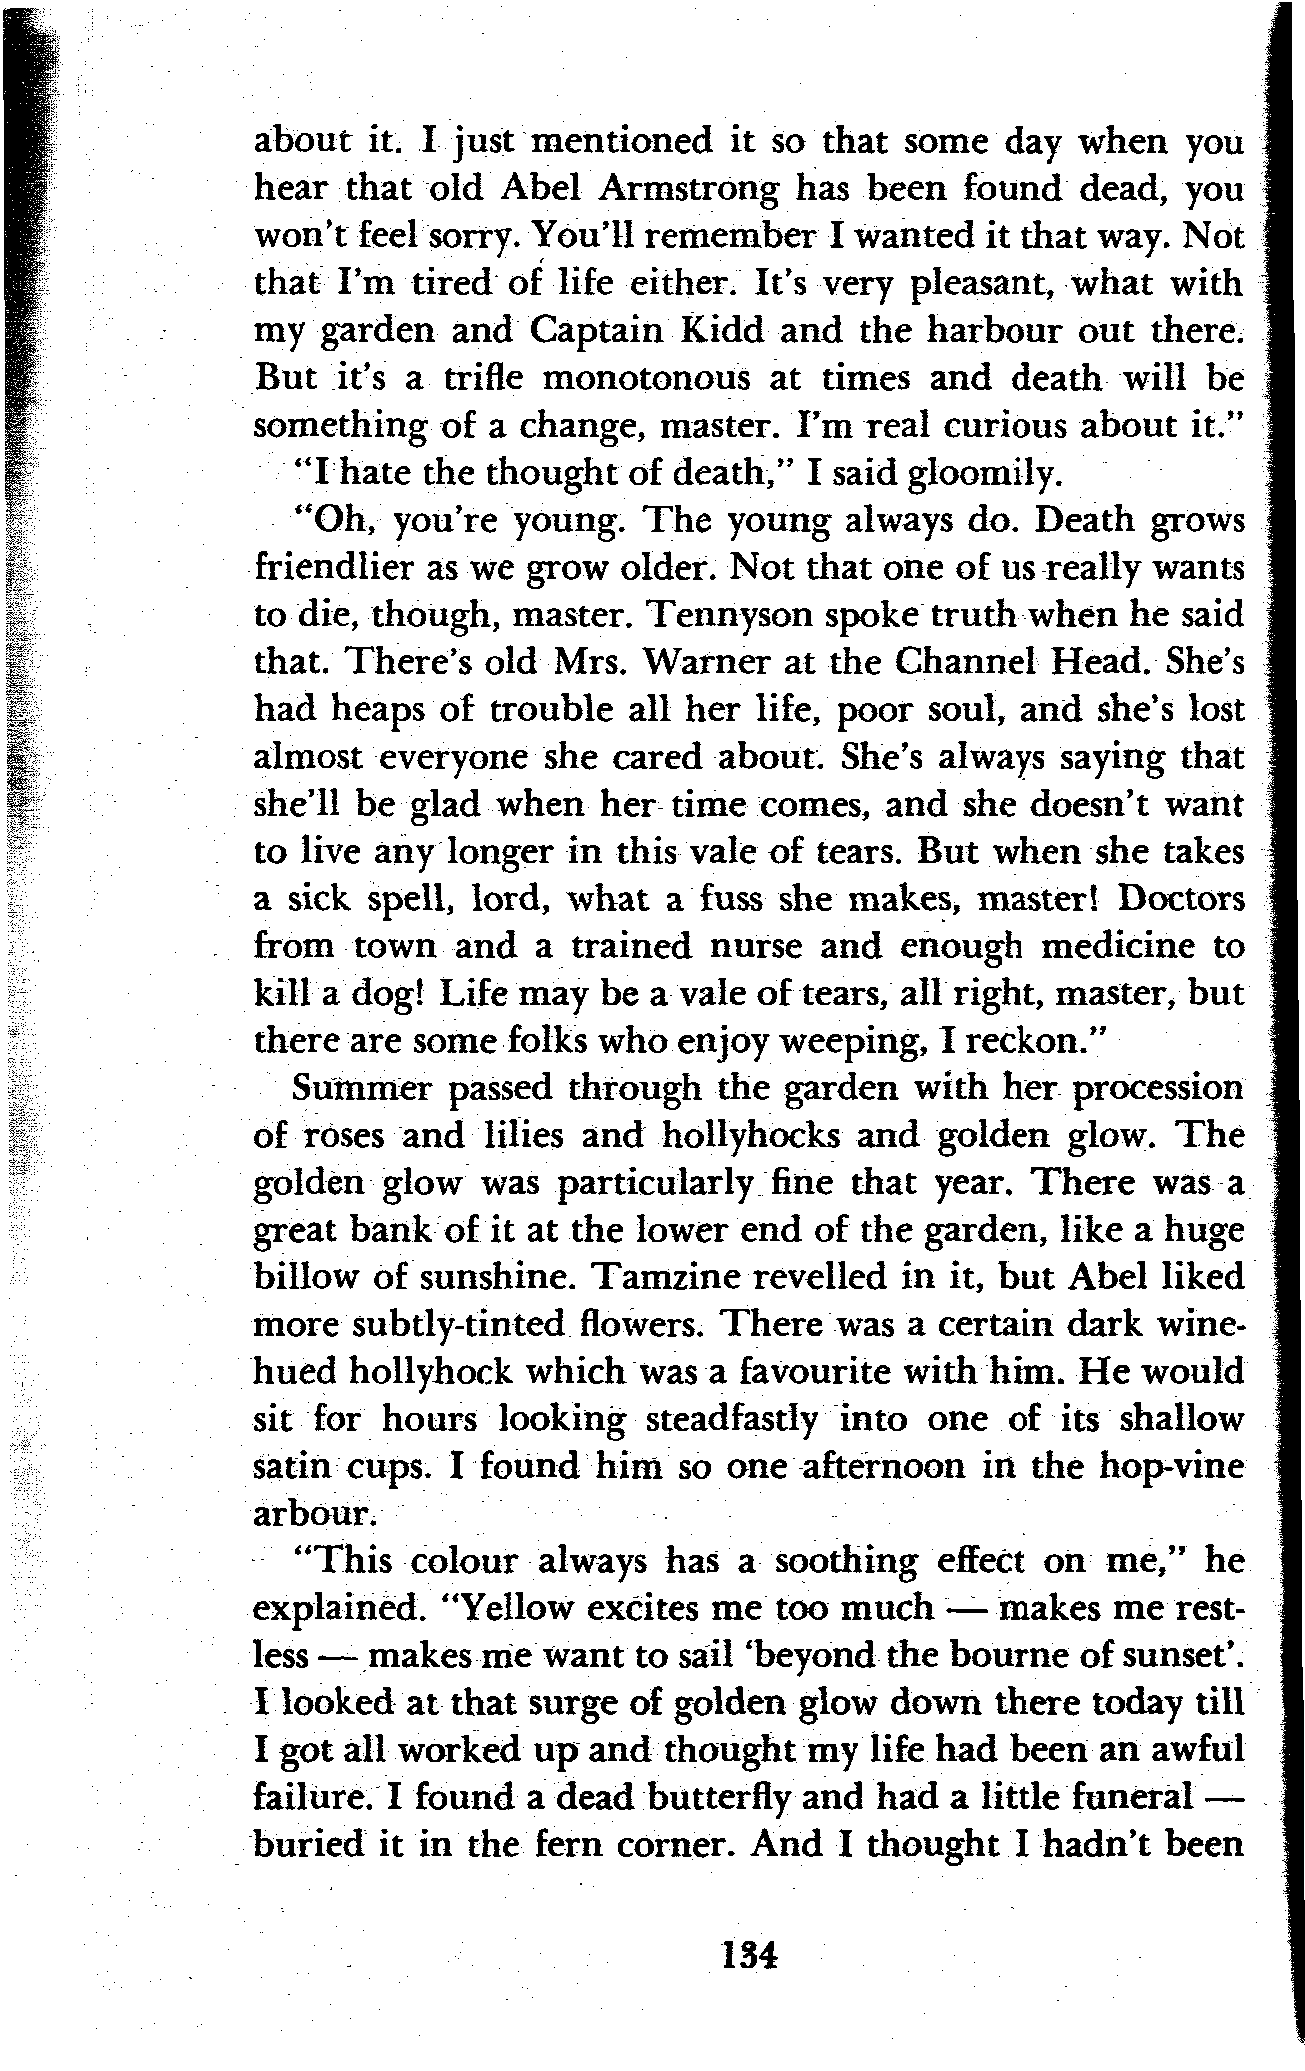 about it. I just mentioned it so that some day when you
hear that old Abel Armstrong has been found dead, you
won't feel sorry. You'll remember I wanted it that way. Not
that I'm tired of life either. It's very pleasant, what with
my garden and Captain Kidd and the harbour out there.
But it's a trifle monotonous at times and death will be
something of a change, master. I'm real curious about it."
"I hate the thought of death," I said gloomily.
"Oh, you're young. The young always do. Death grows
friendlier as we grow older. Not that one of us really wants
to die, though, master. Tennyson spoke truth when he said
that. There's old Mrs. Warner at the Channel Head. She's
had heaps of trouble all her life, poor soul, and she's lost
almost everyone she cared about. She's always saying that
she'll be glad when her time comes, and she doesn't want
to live any longer in this vale of tears. But when she takes
a sick spell, lord, what a fuss she makes, master! Doctors
from town and a trained nurse and enough medicine to
kill a dog! Life may be a vale of tears, all right, master, but
there are some folks who enjoy weeping, I reckon."
Summer passed through the garden with her procession
of roses and lilies and hollyhocks and golden glow. The
golden glow was particularly fine that year. There was a
great bank of it at the lower end of the garden, like a huge
billow of sunshine. Tamzine revelled in it, but Abel liked
more subtly-tinted flowers. There was a certain dark wine-
hued hollyhock which was a favourite with him. He would
sit for hours looking steadfastly into one of its shallow
satin cups. I found him so one afternoon in the hop-vine
arbour.
"This colour always has a soothing effect on me," he
explained. "Yellow excites me too much — makes me rest-
less — makes me want to sail 'beyond the bourne of sunset'.
I looked at that surge of golden glow down there today till
I got all worked up and thought my life had been an awful
failure. I found a dead butterfly and had a little funeral —
buried it in the fern corner. And I thought I hadn't been
134